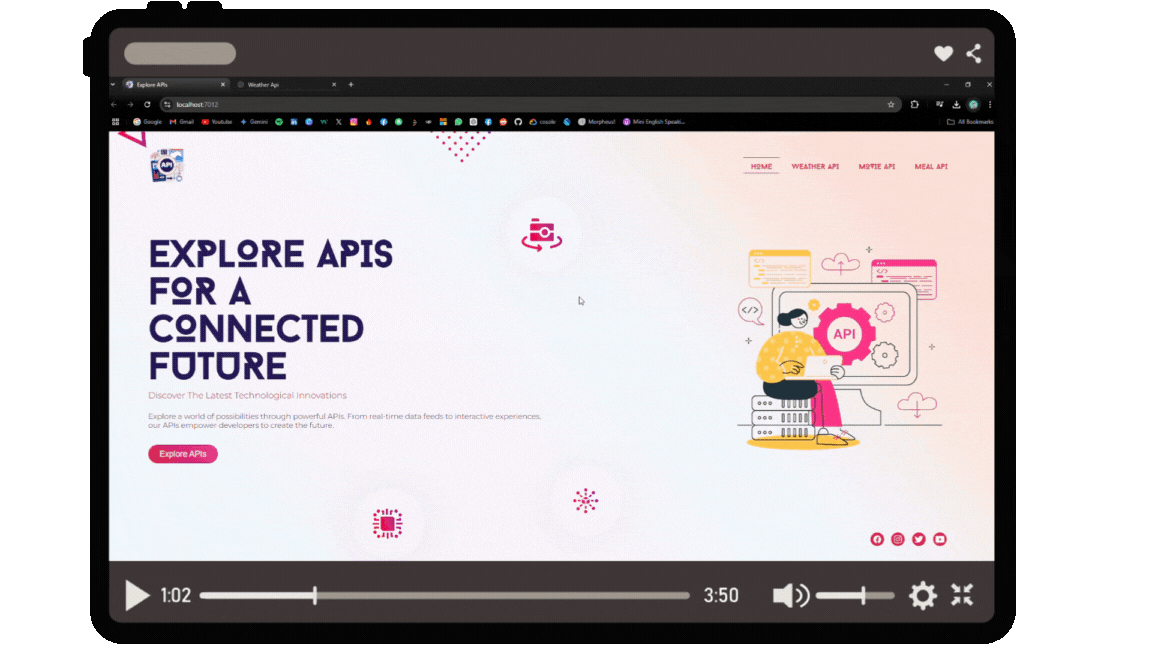 Explore APIs
Weather Api
localhost:7012
Google
Gmail
Youtube
Gemini
coozle
Morpheus!
Mini English Speaki...
All Bookmarks
API
HOME
WEATHER API
MOVIE API
MEAL API
EXPLORE APIS
FOR A
CONNECTED
FUTURE
Discover The Latest Technological Innovations
Explore a world of possibilities through powerful APIs. From real-time data feeds to interactive experiences,
our APIs empower developers to create the future.
Explore APIs
API
1:02
3:50